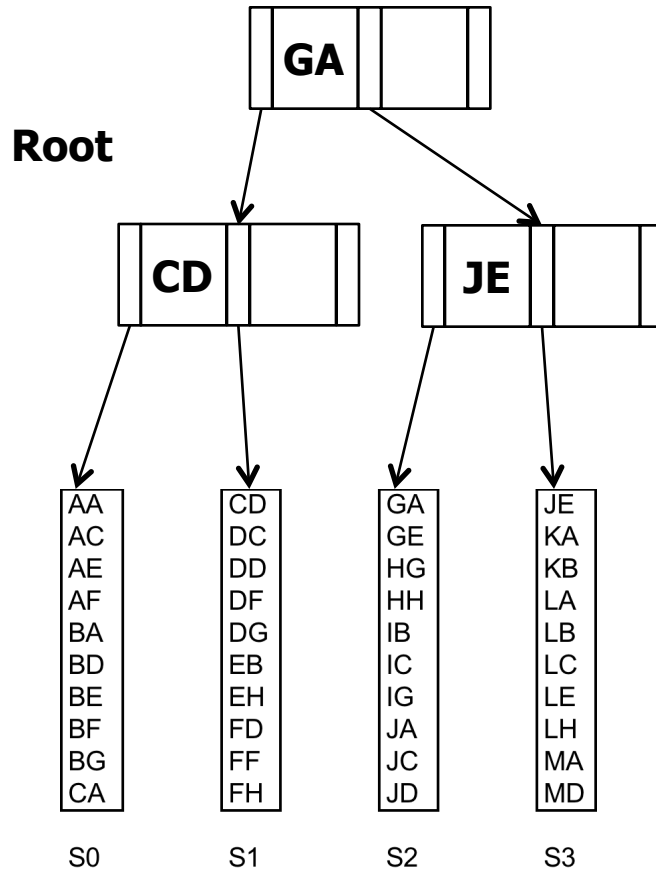 GA
Root
CD
JE
AA
AC
AE
AF
BA
BD
BE
BF
BG
CA
CD
DC
DD
DF
DG
EB
EH
FD
FF
FH
GA
GE
HG
HH
IB
IC
IG
JA
JC
JD
JE
KA
KB
LA
LB
LC
LE
LH
MA
MD
S0
S1
S2
S3